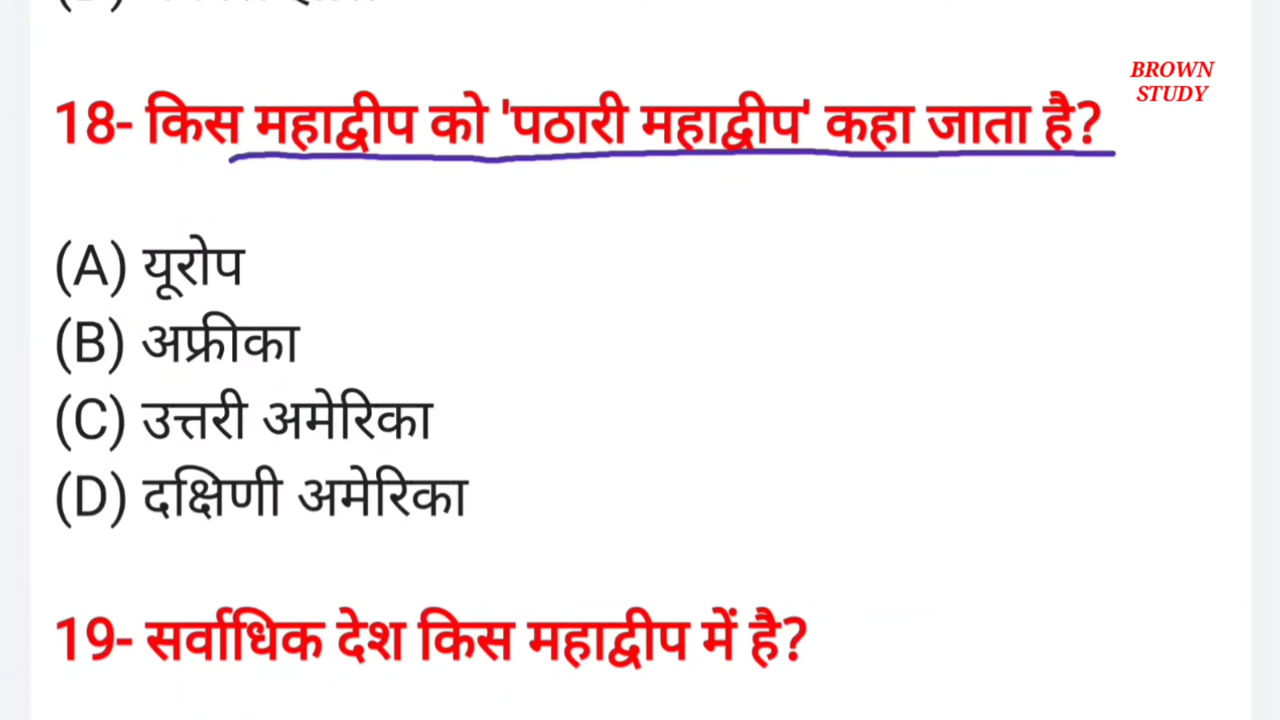 BROWN
STUDY
18- किस महाद्वीप को 'पठारी महाद्वीप' कहा जाता है?
(A) यूरोप
(B) अफ्रीका
(C) उत्तरी अमेरिका
(D) दक्षिणी अमेरिका
19- सर्वाधिक देश किस महाद्वीप में है?